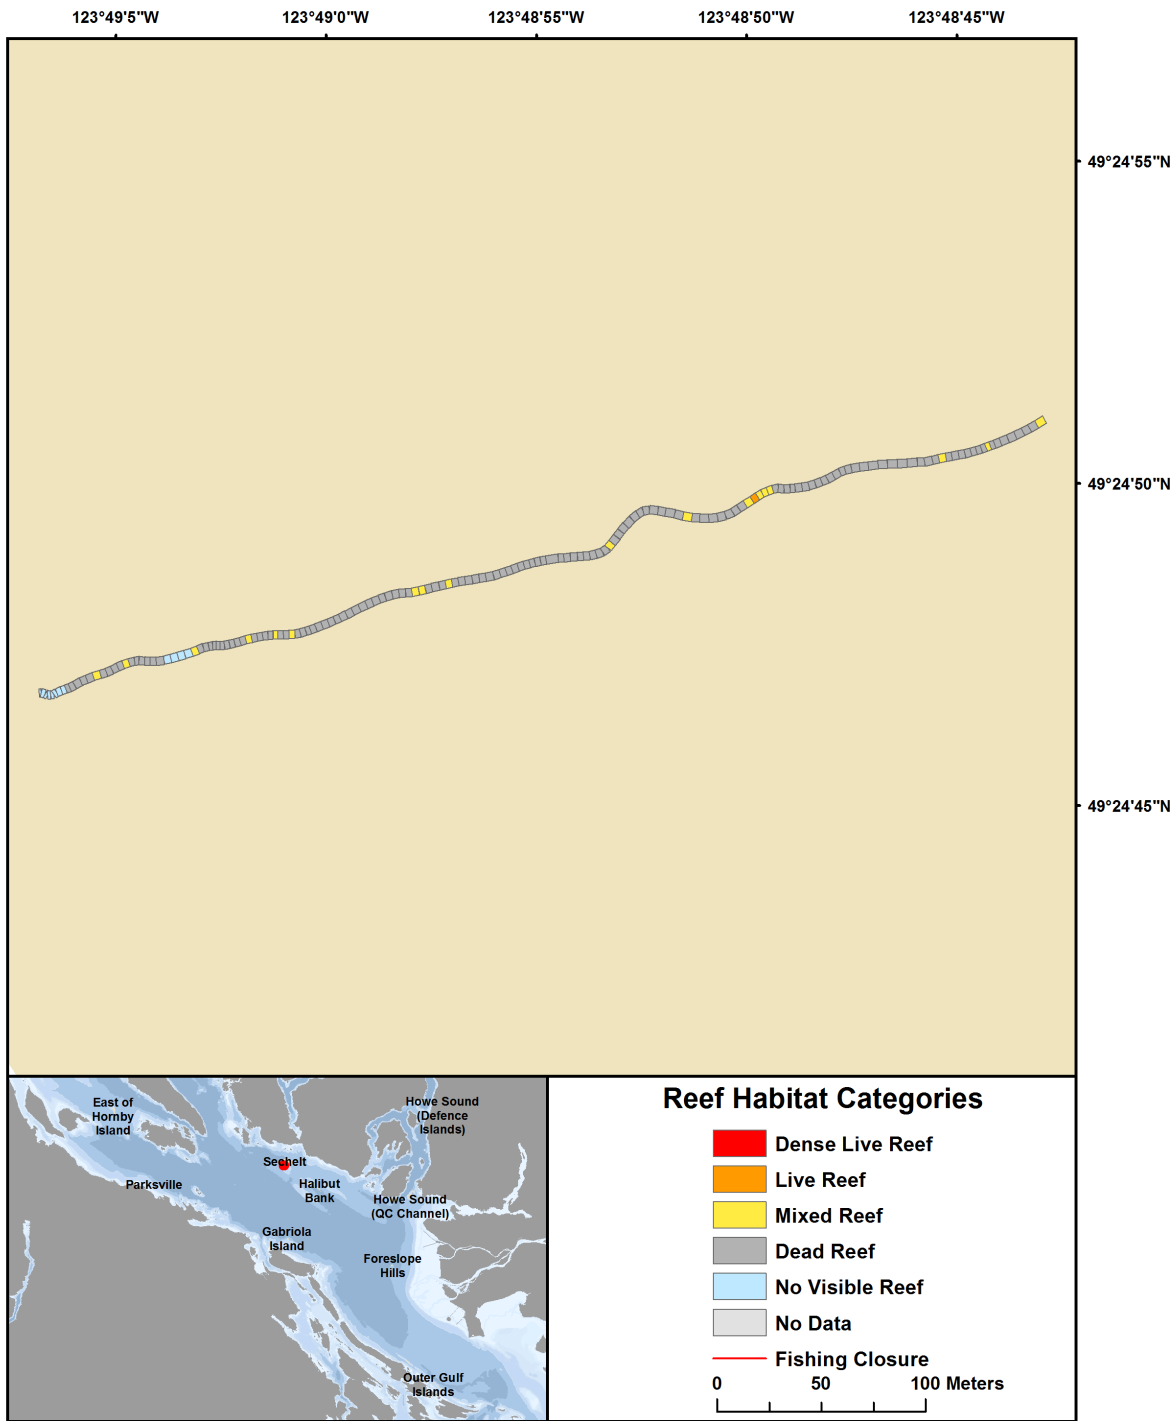 123°49'5"W
123°49'0"W
123°48'55"W
123°48'50"W
123°48'45"W
49°24'55"N
49°24'50"N
49°24'45"N
East of
Hornby
Island
Howe Sound
(Defence
Islands)
Sechelt
Parksville
Halibut
Bank
Howe Sound
(QC Channel)
Gabriola
Island
Foreslope
Hills
Outer Gulf
Islands
Reef Habitat Categories
Dense Live Reef
Live Reef
Mixed Reef
Dead Reef
No Visible Reef
No Data
Fishing Closure
0 50 100 Meters